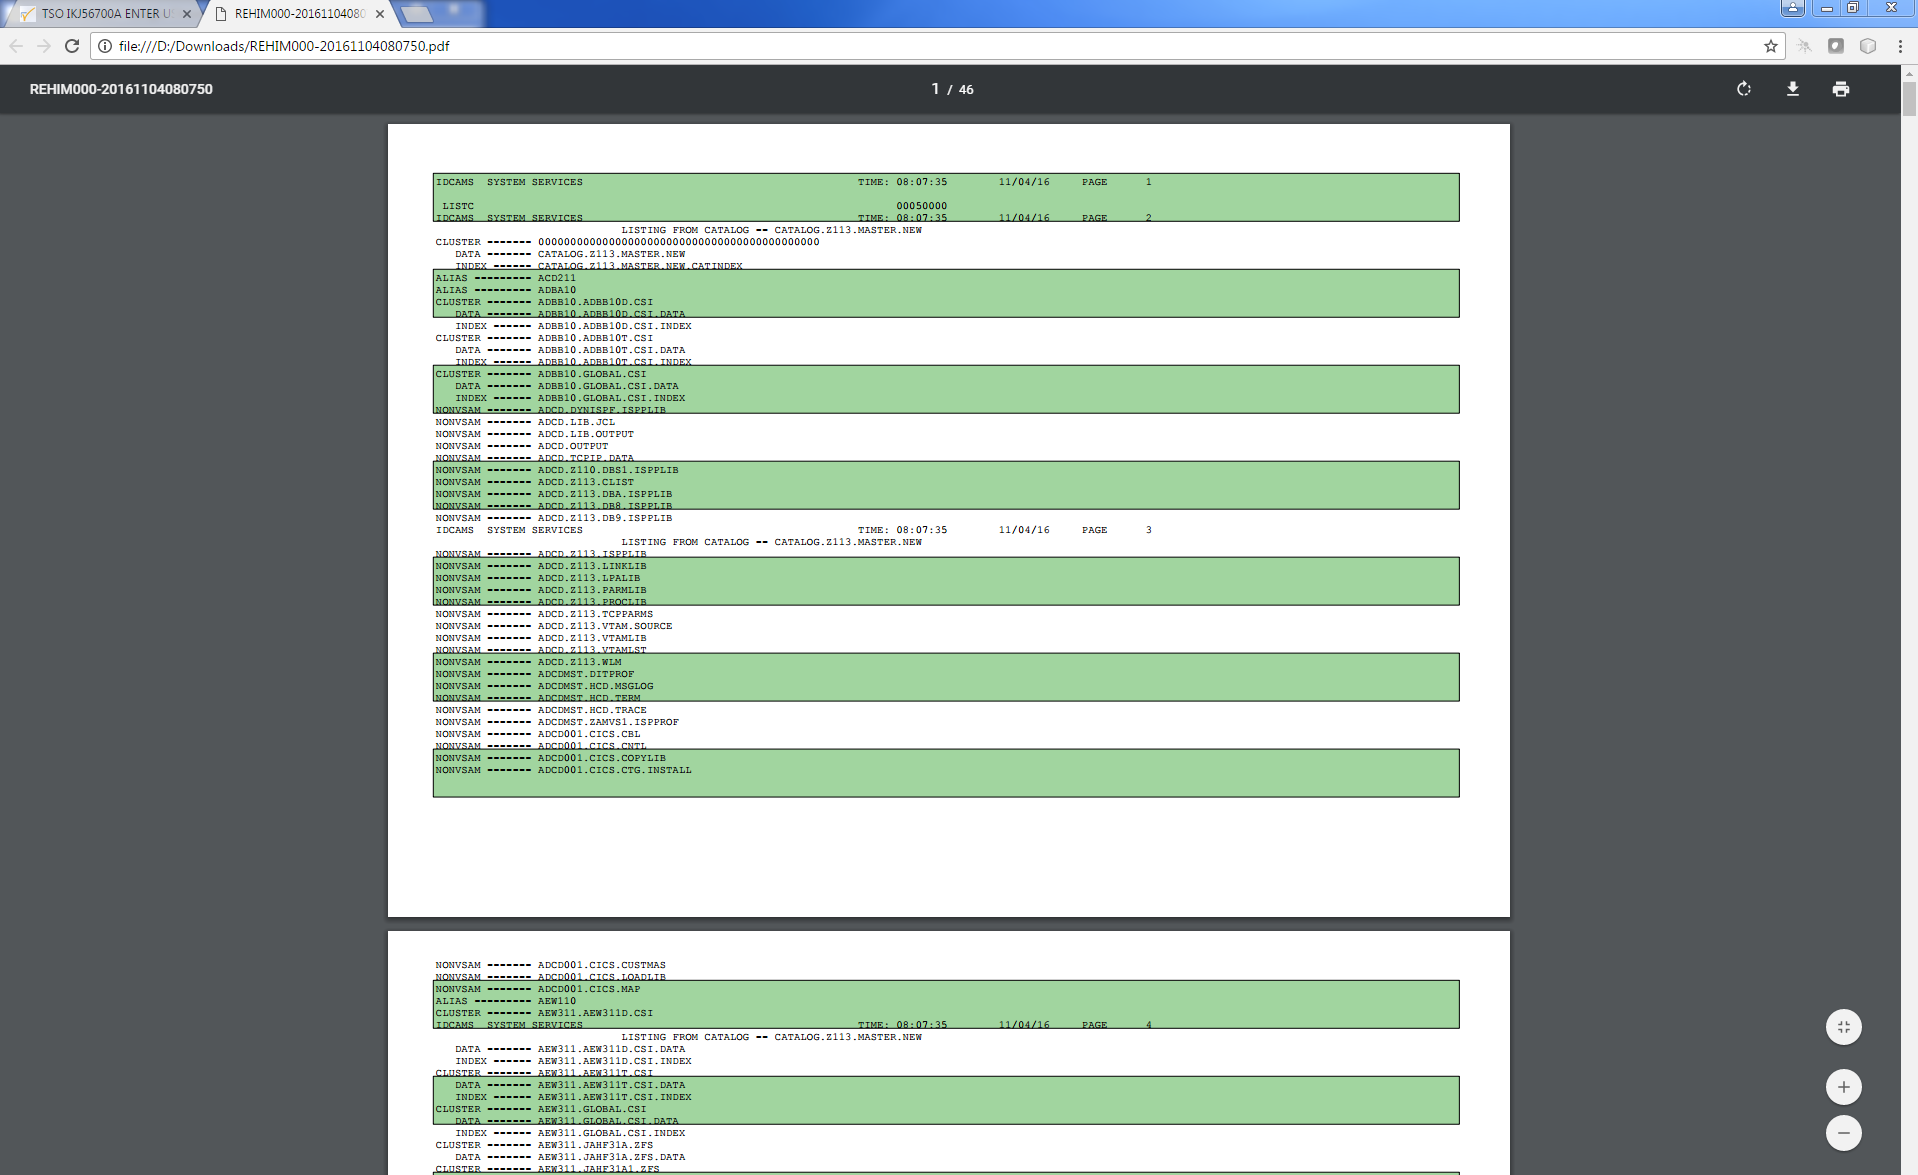 TSO IKJ56700A ENTER U
REHIM000-2016110408075
file:///D:/Downloads/REHIM000-20161104080750.pdf
REHIM000-20161104080750
1 / 46
IDCAMS  SYSTEM SERVICES TIME: 08:07:35 11/04/16 PAGE 1
LISTC 00050000
IDCAMS  SYSTEM SERVICES TIME: 08:07:35 11/04/16 PAGE 2
LISTING FROM CATALOG -- CATALOG.Z113.MASTER.NEW
CLUSTER ------- 00000000000000000000000000000000000000000000
DATA ------- CATALOG.Z113.MASTER.NEW
INDEX ------ CATALOG.Z113.MASTER.NEW.CATINDEX
ALIAS --------- ACD211
ALIAS --------- ADBA10
CLUSTER ------- ADBB10.ADBB10D.CSI
DATA ------- ADBB10.ADBB10D.CSI.DATA
INDEX ------ ADBB10.ADBB10D.CSI.INDEX
CLUSTER ------- ADBB10.ADBB10T.CSI
DATA ------- ADBB10.ADBB10T.CSI.DATA
INDEX ------ ADBB10.ADBB10T.CSI.INDEX
CLUSTER ------- ADBB10.GLOBAL.CSI
DATA ------- ADBB10.GLOBAL.CSI.DATA
INDEX ------ ADBB10.GLOBAL.CSI.INDEX
NONVSAM ------- ADCD.DYNISPF.ISPPLIB
NONVSAM ------- ADCD.LIB.JCL
NONVSAM ------- ADCD.LIB.OUTPUT
NONVSAM ------- ADCD.OUTPUT
NONVSAM ------- ADCD.TCPIP.DATA
NONVSAM ------- ADCD.Z110.DBS1.ISPPLIB
NONVSAM ------- ADCD.Z113.CLIST
NONVSAM ------- ADCD.Z113.DBA.ISPPLIB
NONVSAM ------- ADCD.Z113.DB8.ISPPLIB
NONVSAM ------- ADCD.Z113.DB9.ISPPLIB
IDCAMS  SYSTEM SERVICES TIME: 08:07:35 11/04/16 PAGE 3
LISTING FROM CATALOG -- CATALOG.Z113.MASTER.NEW
NONVSAM ------- ADCD.Z113.ISPPLIB
NONVSAM ------- ADCD.Z113.LINKLIB
NONVSAM ------- ADCD.Z113.LPALIB
NONVSAM ------- ADCD.Z113.PARMLIB
NONVSAM ------- ADCD.Z113.PROCLIB
NONVSAM ------- ADCD.Z113.TCPPARMS
NONVSAM ------- ADCD.Z113.VTAM.SOURCE
NONVSAM ------- ADCD.Z113.VTAMLIB
NONVSAM ------- ADCD.Z113.VTAMLST
NONVSAM ------- ADCD.Z113.WLM
NONVSAM ------- ADCDMST.DITPROF
NONVSAM ------- ADCDMST.HCD.MSGLOG
NONVSAM ------- ADCDMST.HCD.TERM
NONVSAM ------- ADCDMST.HCD.TRACE
NONVSAM ------- ADCDMST.ZAMVS1.ISPPROF
NONVSAM ------- ADCD001.CICS.CBL
NONVSAM ------- ADCD001.CICS.CNTL
NONVSAM ------- ADCD001.CICS.COPYLIB
NONVSAM ------- ADCD001.CICS.CTG.INSTALL
NONVSAM ------- ADCD001.CICS.CUSTMAS
NONVSAM ------- ADCD001.CICS.LOADLIB
NONVSAM ------- ADCD001.CICS.MAP
ALIAS --------- AEW110
CLUSTER ------- AEW311.AEW311D.CSI
IDCAMS  SYSTEM SERVICES TIME: 08:07:35 11/04/16 PAGE 4
LISTING FROM CATALOG -- CATALOG.Z113.MASTER.NEW
DATA ------- AEW311.AEW311D.CSI.DATA
INDEX ------ AEW311.AEW311D.CSI.INDEX
CLUSTER ------- AEW311.AEW311T.CSI
DATA ------- AEW311.AEW311T.CSI.DATA
INDEX ------ AEW311.AEW311T.CSI.INDEX
CLUSTER ------- AEW311.GLOBAL.CSI
DATA ------- AEW311.GLOBAL.CSI.DATA
INDEX ------ AEW311.GLOBAL.CSI.INDEX
CLUSTER ------- AEW311.JAHF31A.ZFS
DATA ------- AEW311.JAHF31A.ZFS.DATA
CLUSTER ------- AEW311.JAHF31A1.ZFS